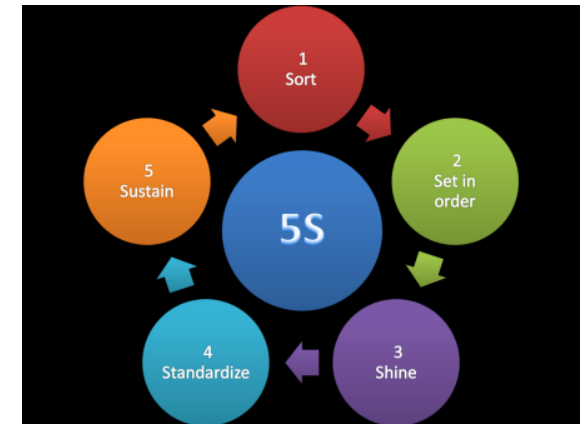 1
Sort
2
Set in
order
3
Shine
4
Standardize
5
Sustain
5S